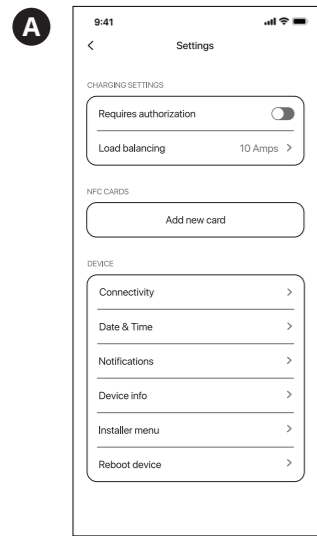 A
9:41
Settings
CHARGING SETTINGS
Requires authorization
Load balancing 10 Amps >
NFC CARDS
Add new card
DEVICE
Connectivity >
Date & Time >
Notifications >
Device info >
Installer menu >
Reboot device >